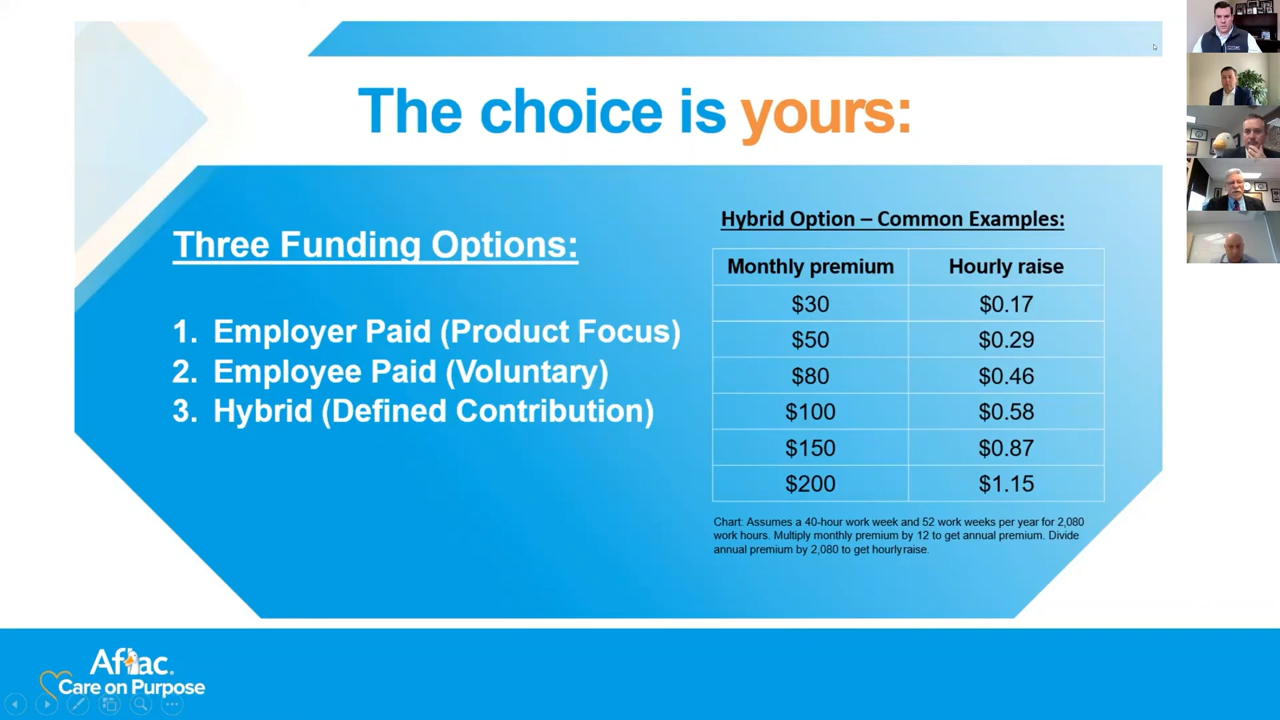 The choice is yours:
Three Funding Options:
1. Employer Paid (Product Focus)
2. Employee Paid (Voluntary)
3. Hybrid (Defined Contribution)
Hybrid Option – Common Examples:
Monthly premium Hourly raise
$30 $0.17
$50 $0.29
$80 $0.46
$100 $0.58
$150 $0.87
$200 $1.15
Chart: Assumes a 40-hour work week and 52 work weeks per year for 2,080
work hours. Multiply monthly premium by 12 to get annual premium. Divide
annual premium by 2,080 to get hourly raise.
Aflac.
Care on Purpose